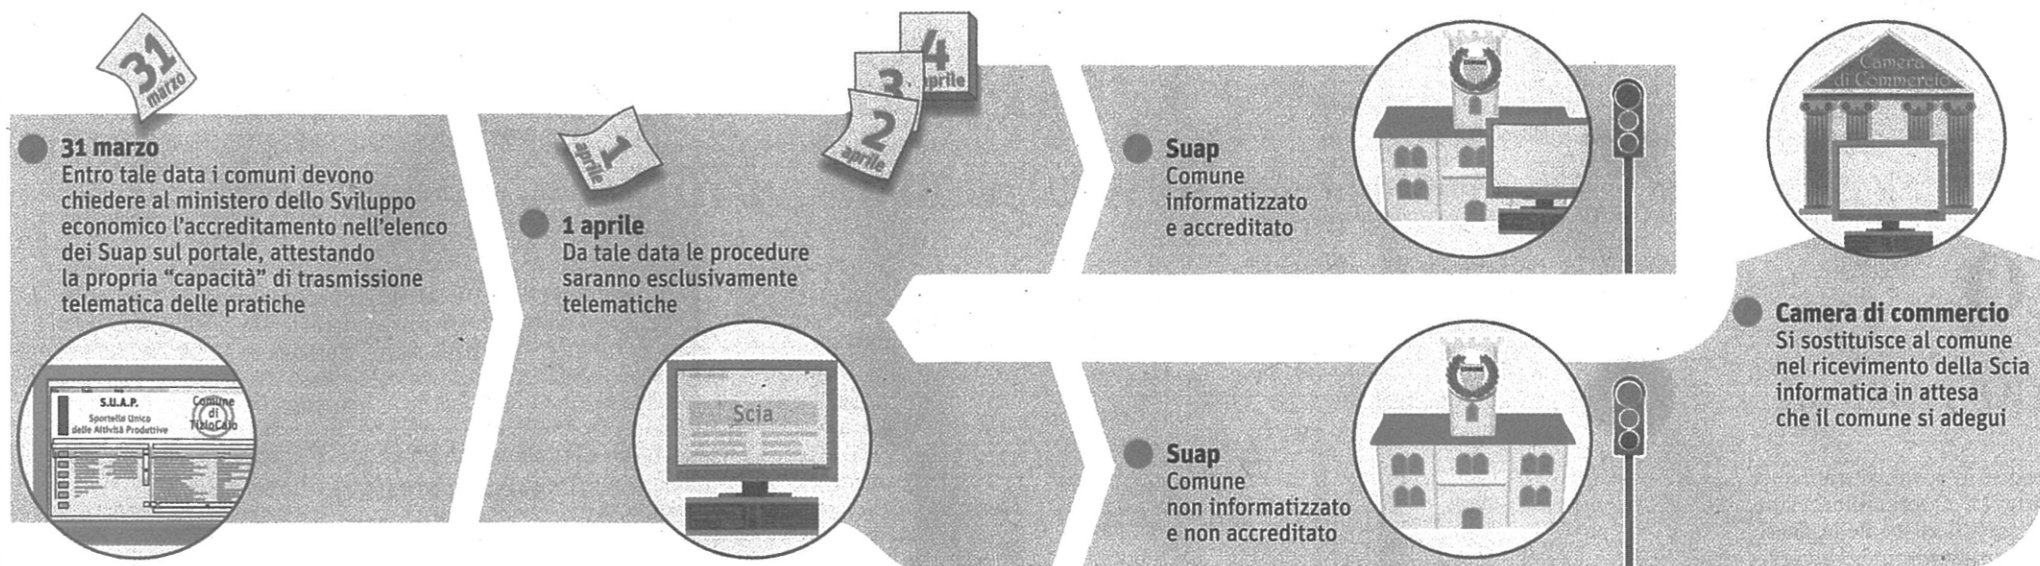 31
marzo
31 marzo
Entro tale data i comuni devono
chiedere al ministero dello Sviluppo
economico l'accreditamento nell'elenco
dei Suap sul portale, attestando
la propria "capacità" di trasmissione
telematica delle pratiche
S.U.A.P.
Sportello Unico
delle Attività Produttive
Comune
di
TizioCaio
1
aprile
1 aprile
Da tale data le procedure
saranno esclusivamente
telematiche
Scia
4
aprile
3
2
aprile
Suap
Comune
informatizzato
e accreditato
Suap
Comune
non informatizzato
e non accreditato
Camera
di Commercio
Camera di commercio
Si sostituisce al comune
nel ricevimento della Scia
informatica in attesa
che il comune si adegui